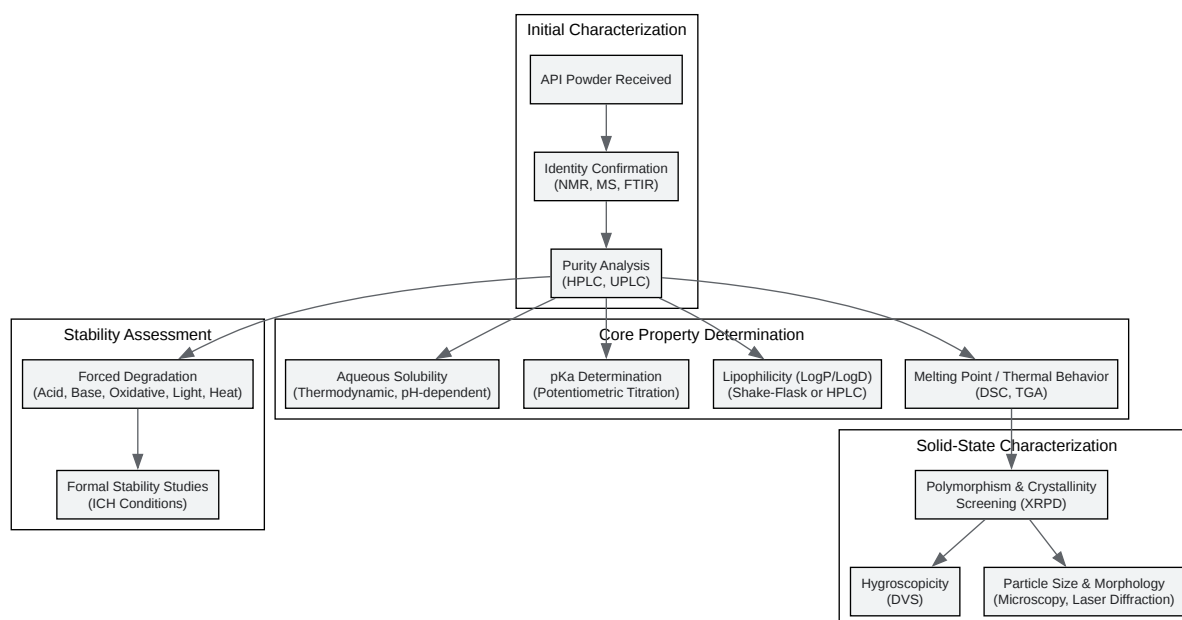 Initial Characterization
API Powder Received
Identity Confirmation
(NMR, MS, FTIR)
Purity Analysis
(HPLC, UPLC)
Stability Assessment
Forced Degradation
(Acid, Base, Oxidative, Light, Heat)
Formal Stability Studies
(ICH Conditions)
Core Property Determination
Aqueous Solubility
(Thermodynamic, pH-dependent)
pKa Determination
(Potentiometric Titration)
Lipophilicity (LogP/LogD)
(Shake-Flask or HPLC)
Melting Point / Thermal Behavior
(DSC, TGA)
Solid-State Characterization
Polymorphism & Crystallinity
Screening (XRPD)
Hygroscopicity
(DVS)
Particle Size & Morphology
(Microscopy, Laser Diffraction)